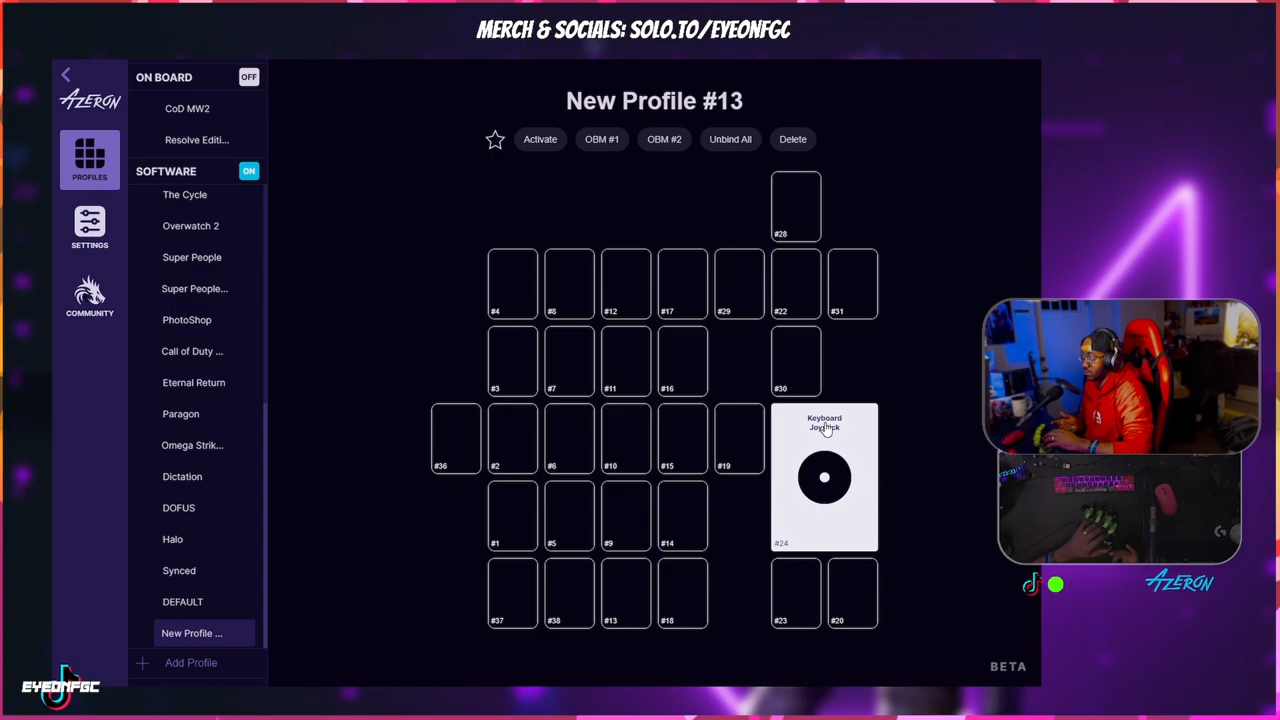 MERCH & SOCIALS: SOLO.TO/EYEONFGC
AZERON
PROFILES
SETTINGS
COMMUNITY
ON BOARD
OFF
CoD MW2
Resolve Editi...
SOFTWARE
ON
The Cycle
Overwatch 2
Super People
Super People...
PhotoShop
Call of Duty ...
Eternal Return
Paragon
Omega Strik...
Dictation
DOFUS
Halo
Synced
DEFAULT
New Profile ...
Add Profile
New Profile #13
Activate
OBM #1
OBM #2
Unbind All
Delete
#28
#4
#8
#12
#17
#29
#22
#31
#3
#7
#11
#16
#30
#36
#2
#6
#10
#15
#19
Keyboard
Joystick
#24
#1
#5
#9
#14
#37
#38
#13
#18
#23
#20
BETA
AZERON
EYEONFGC